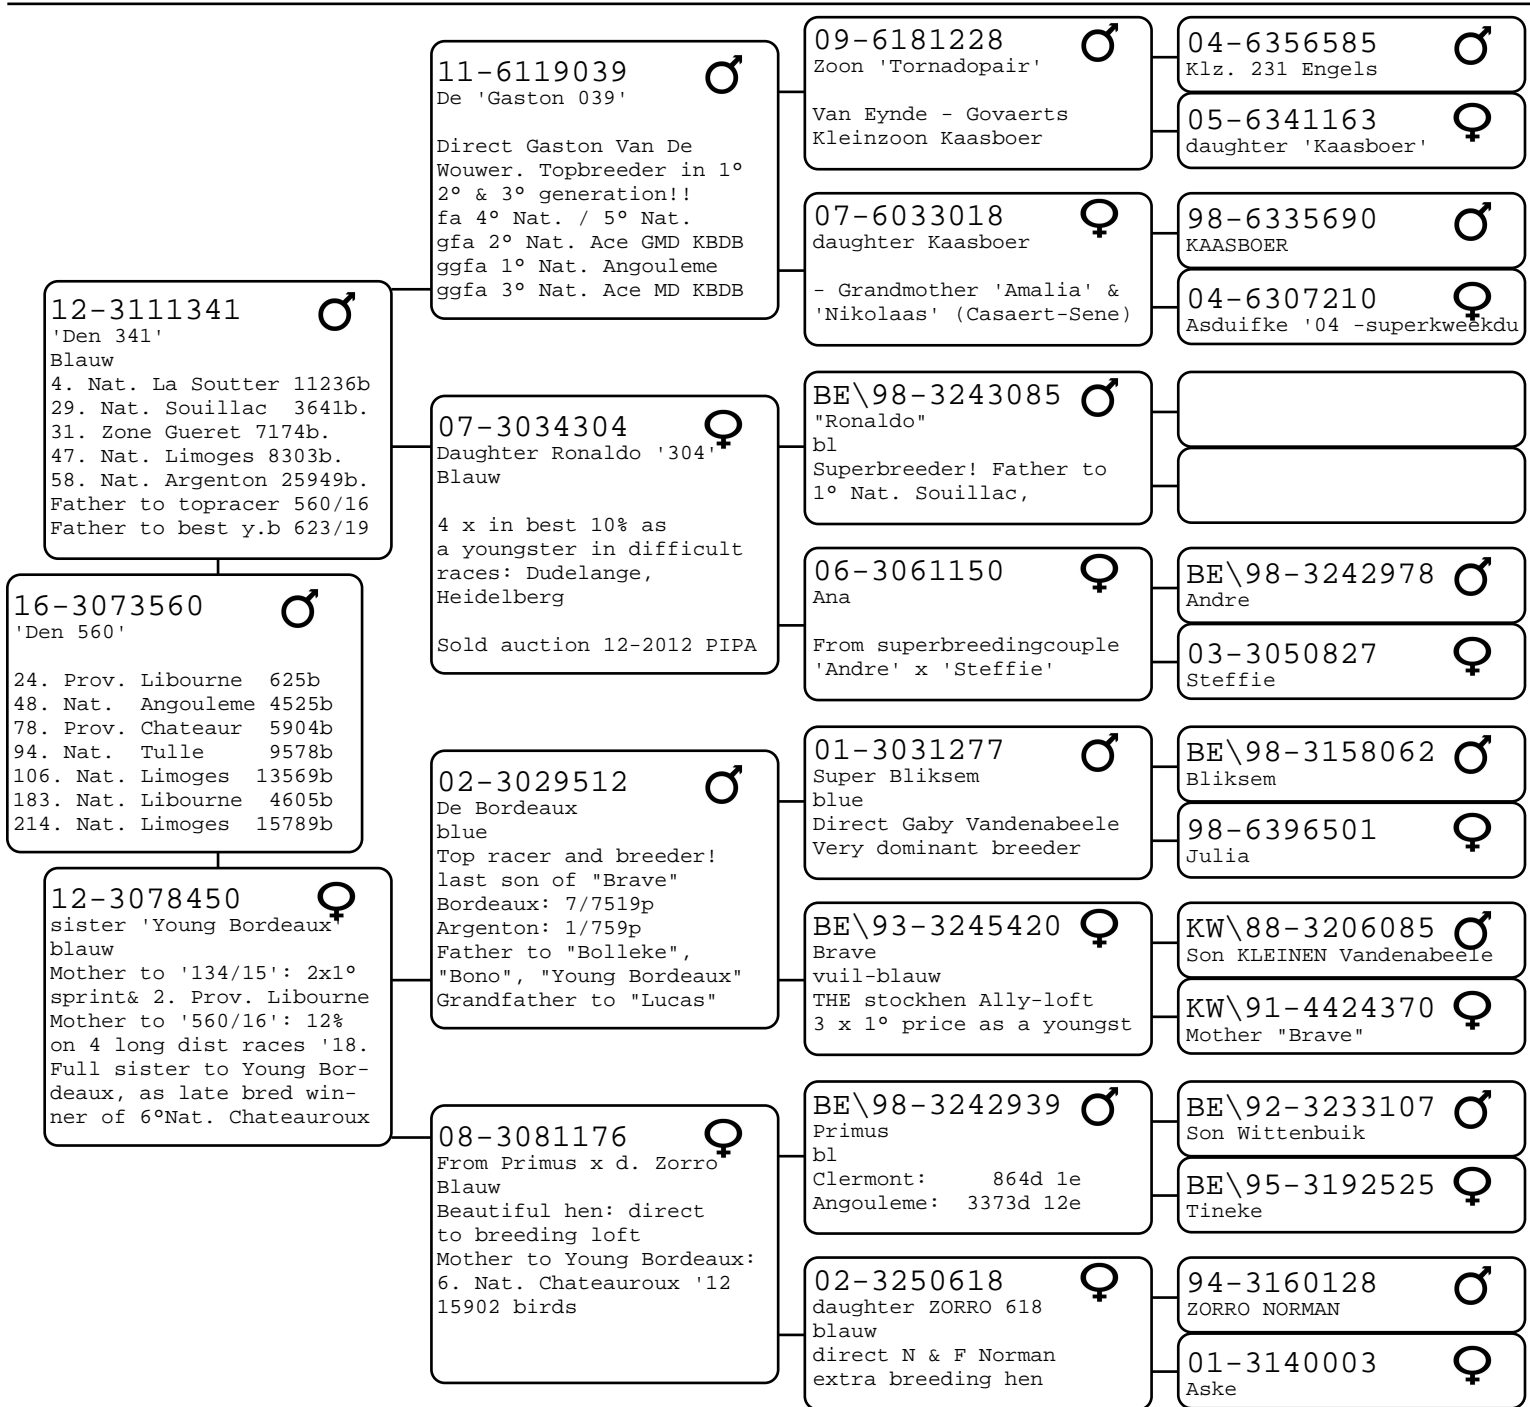 16-3073560
'Den 560'
24. Prov. Libourne 625b
48. Nat. Angouleme 4525b
78. Prov. Chateaur 5904b
94. Nat. Tulle 9578b
106. Nat. Limoges 13569b
183. Nat. Libourne 4605b
214. Nat. Limoges 15789b
12-3111341
'Den 341'
Blauw
4. Nat. La Soutter 11236b
29. Nat. Souillac 3641b.
31. Zone Gueret 7174b.
47. Nat. Limoges 8303b.
58. Nat. Argenton 25949b.
Father to topracer 560/16
Father to best y.b 623/19
12-3078450
sister 'Young Bordeaux'
blauw
Mother to '134/15': 2x1°
sprint& 2. Prov. Libourne
Mother to '560/16': 12%
on 4 long dist races '18.
Full sister to Young Bor-
deaux, as late bred win-
ner of 6°Nat. Chateauroux
11-6119039
De 'Gaston 039'
Direct Gaston Van De
Wouwer. Topbreeder in 1°
2° & 3° generation!!
fa 4° Nat. / 5° Nat.
gfa 2° Nat. Ace GMD KBDB
ggfa 1° Nat. Angouleme
ggfa 3° Nat. Ace MD KBDB
07-3034304
Daughter Ronaldo '304'
Blauw
4 x in best 10% as
a youngster in difficult
races: Dudelange,
Heidelberg
Sold auction 12-2012 PIPA
02-3029512
De Bordeaux
blue
Top racer and breeder!
last son of "Brave"
Bordeaux: 7/7519p
Argenton: 1/759p
Father to "Bolleke",
"Bono", "Young Bordeaux"
Grandfather to "Lucas"
08-3081176
From Primus x d. Zorro
Blauw
Beautiful hen: direct
to breeding loft
Mother to Young Bordeaux:
6. Nat. Chateauroux '12
15902 birds
09-6181228
Zoon 'Tornadopair'
Van Eynde - Govaerts
Kleinzoon Kaasboer
07-6033018
daughter Kaasboer
- Grandmother 'Amalia' &
'Nikolaas' (Casaert-Sene)
BE\98-3243085
"Ronaldo"
bl
Superbreeder! Father to
1° Nat. Souillac,
06-3061150
Ana
From superbreedingcouple
'Andre' x 'Steffie'
01-3031277
Super Bliksem
blue
Direct Gaby Vandenabeele
Very dominant breeder
BE\93-3245420
Brave
vuil-blauw
THE stockhen Ally-loft
3 x 1° price as a youngst
BE\98-3242939
Primus
bl
Clermont: 864d 1e
Angouleme: 3373d 12e
02-3250618
daughter ZORRO 618
blauw
direct N & F Norman
extra breeding hen
04-6356585
Klz. 231 Engels
05-6341163
daughter 'Kaasboer'
98-6335690
KAASBOER
04-6307210
Asduifke '04 -superkweekdu
BE\98-3242978
Andre
03-3050827
Steffie
BE\98-3158062
Bliksem
98-6396501
Julia
KW\88-3206085
Son KLEINEN Vandenabeele
KW\91-4424370
Mother "Brave"
BE\92-3233107
Son Wittenbuik
BE\95-3192525
Tineke
94-3160128
ZORRO NORMAN
01-3140003
Aske